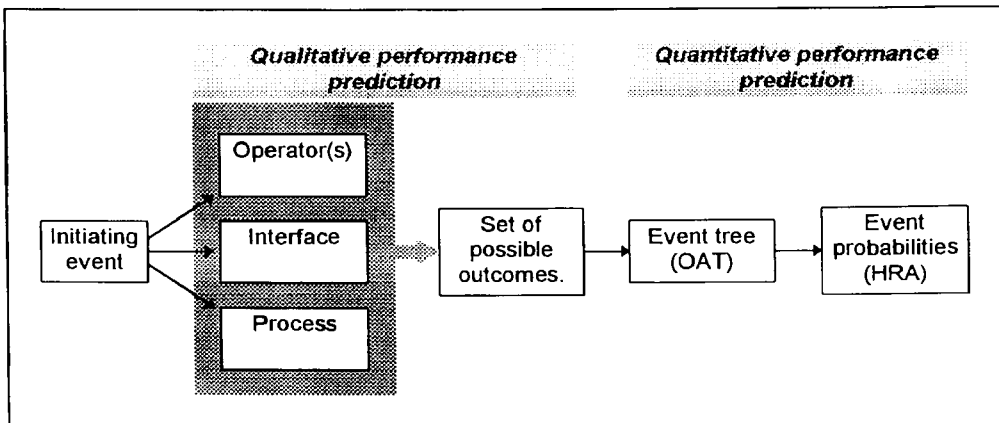 Qualitative performance
prediction
Quantitative performance
prediction
Operator(s)
Initiating
event
Interface
Process
Set of
possible
outcomes.
Event tree
(OAT)
Event
probabilities
(HRA)